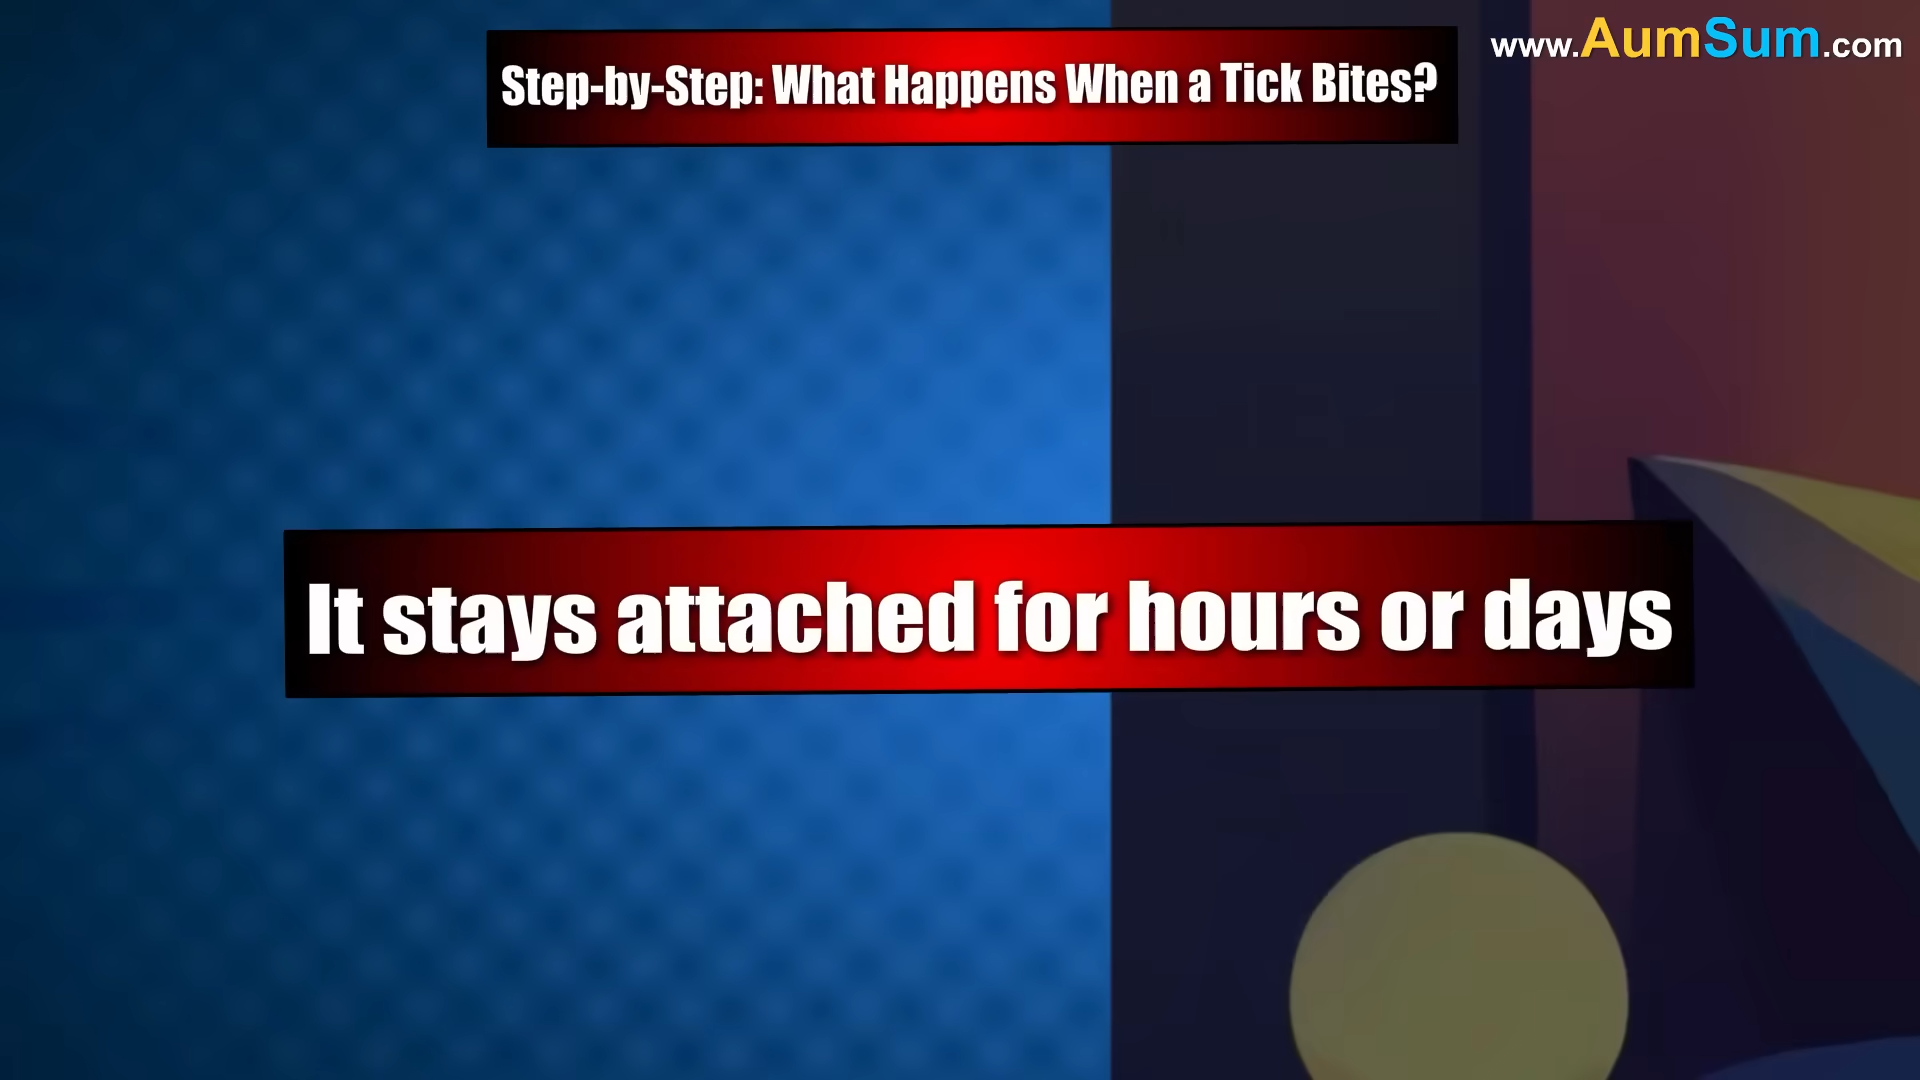 Step-by-Step: What Happens When a Tick Bites?
www.AumSum.com
It stays attached for hours or days